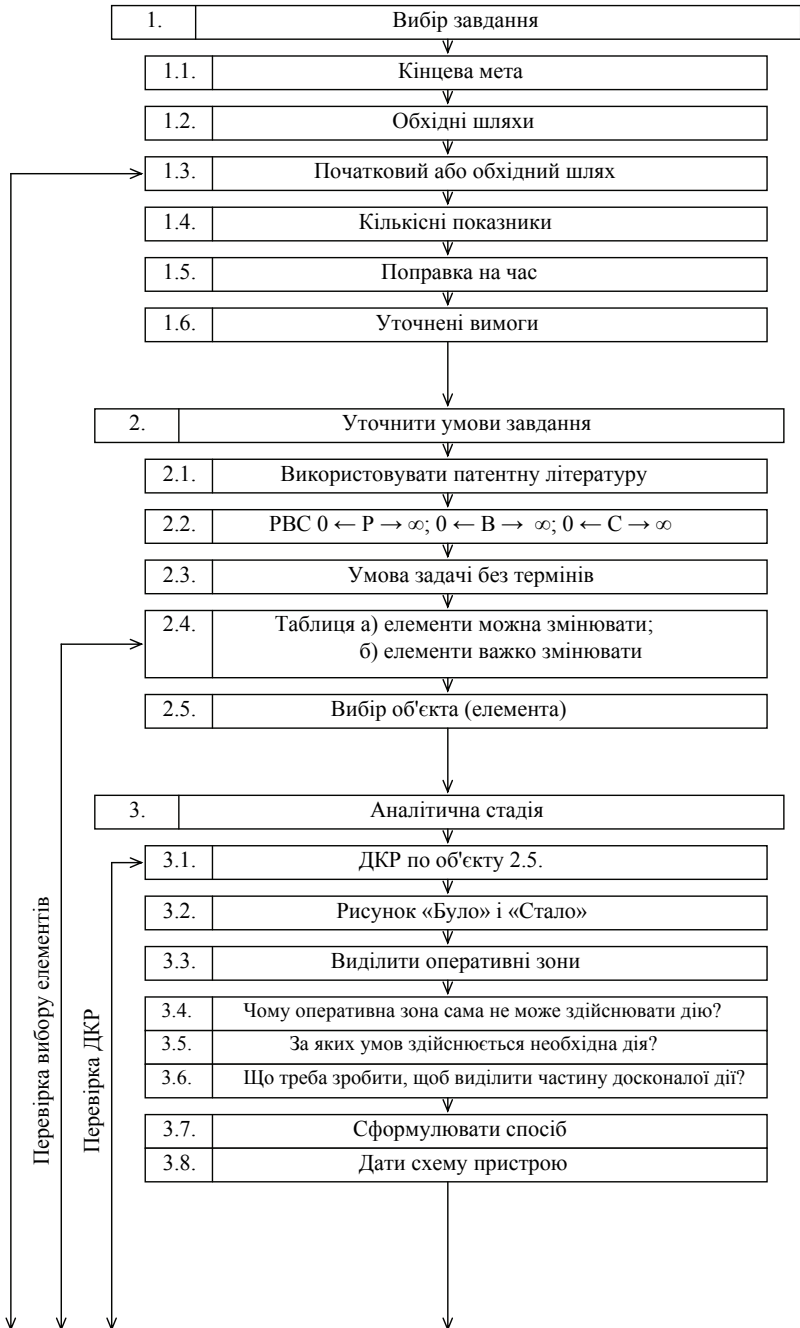 1. Вибір завдання
1.1. Кінцева мета
1.2. Обхідні шляхи
1.3. Початковий або обхідний шлях
1.4. Кількісні показники
1.5. Поправка на час
1.6. Уточнені вимоги
2. Уточнити умови завдання
2.1. Використовувати патентну літературу
2.2. РВС 0 ← Р → ∞; 0 ← В → ∞; 0 ← С → ∞
2.3. Умова задачі без термінів
2.4. Таблиця а) елементи можна змінювати;
б) елементи важко змінювати
2.5. Вибір об'єкта (елемента)
3. Аналітична стадія
3.1. ДКР по об'єкту 2.5.
3.2. Рисунок «Було» і «Стало»
3.3. Виділити оперативні зони
3.4. Чому оперативна зона сама не може здійснювати дію?
3.5. За яких умов здійснюється необхідна дія?
3.6. Що треба зробити, щоб виділити частину досконалої дії?
3.7. Сформулювати спосіб
3.8. Дати схему пристрою
Перевірка вибору елементів
Перевірка ДКР